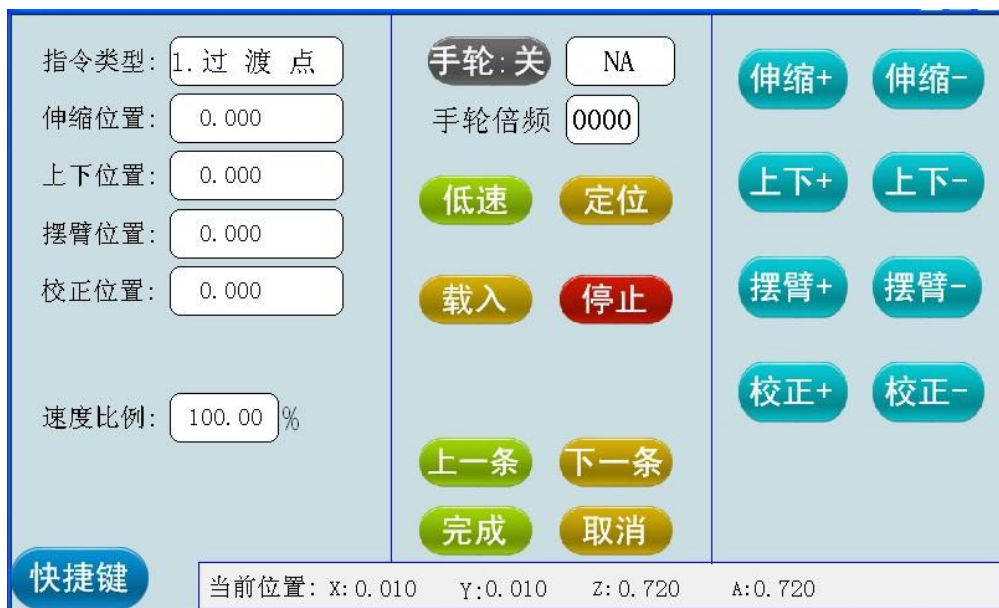 指令类型: 1.过 渡 点
伸缩位置: 0.000
上下位置: 0.000
摆臂位置: 0.000
校正位置: 0.000
速度比例: 100.00 %
快捷键
手轮:关 NA
手轮倍频 0000
低速 定位
载入 停止
上一条 下一条
完成 取消
伸缩+ 伸缩-
上下+ 上下-
摆臂+ 摆臂-
校正+ 校正-
当前位置: X:0.010 Y:0.010 Z:0.720 A:0.720